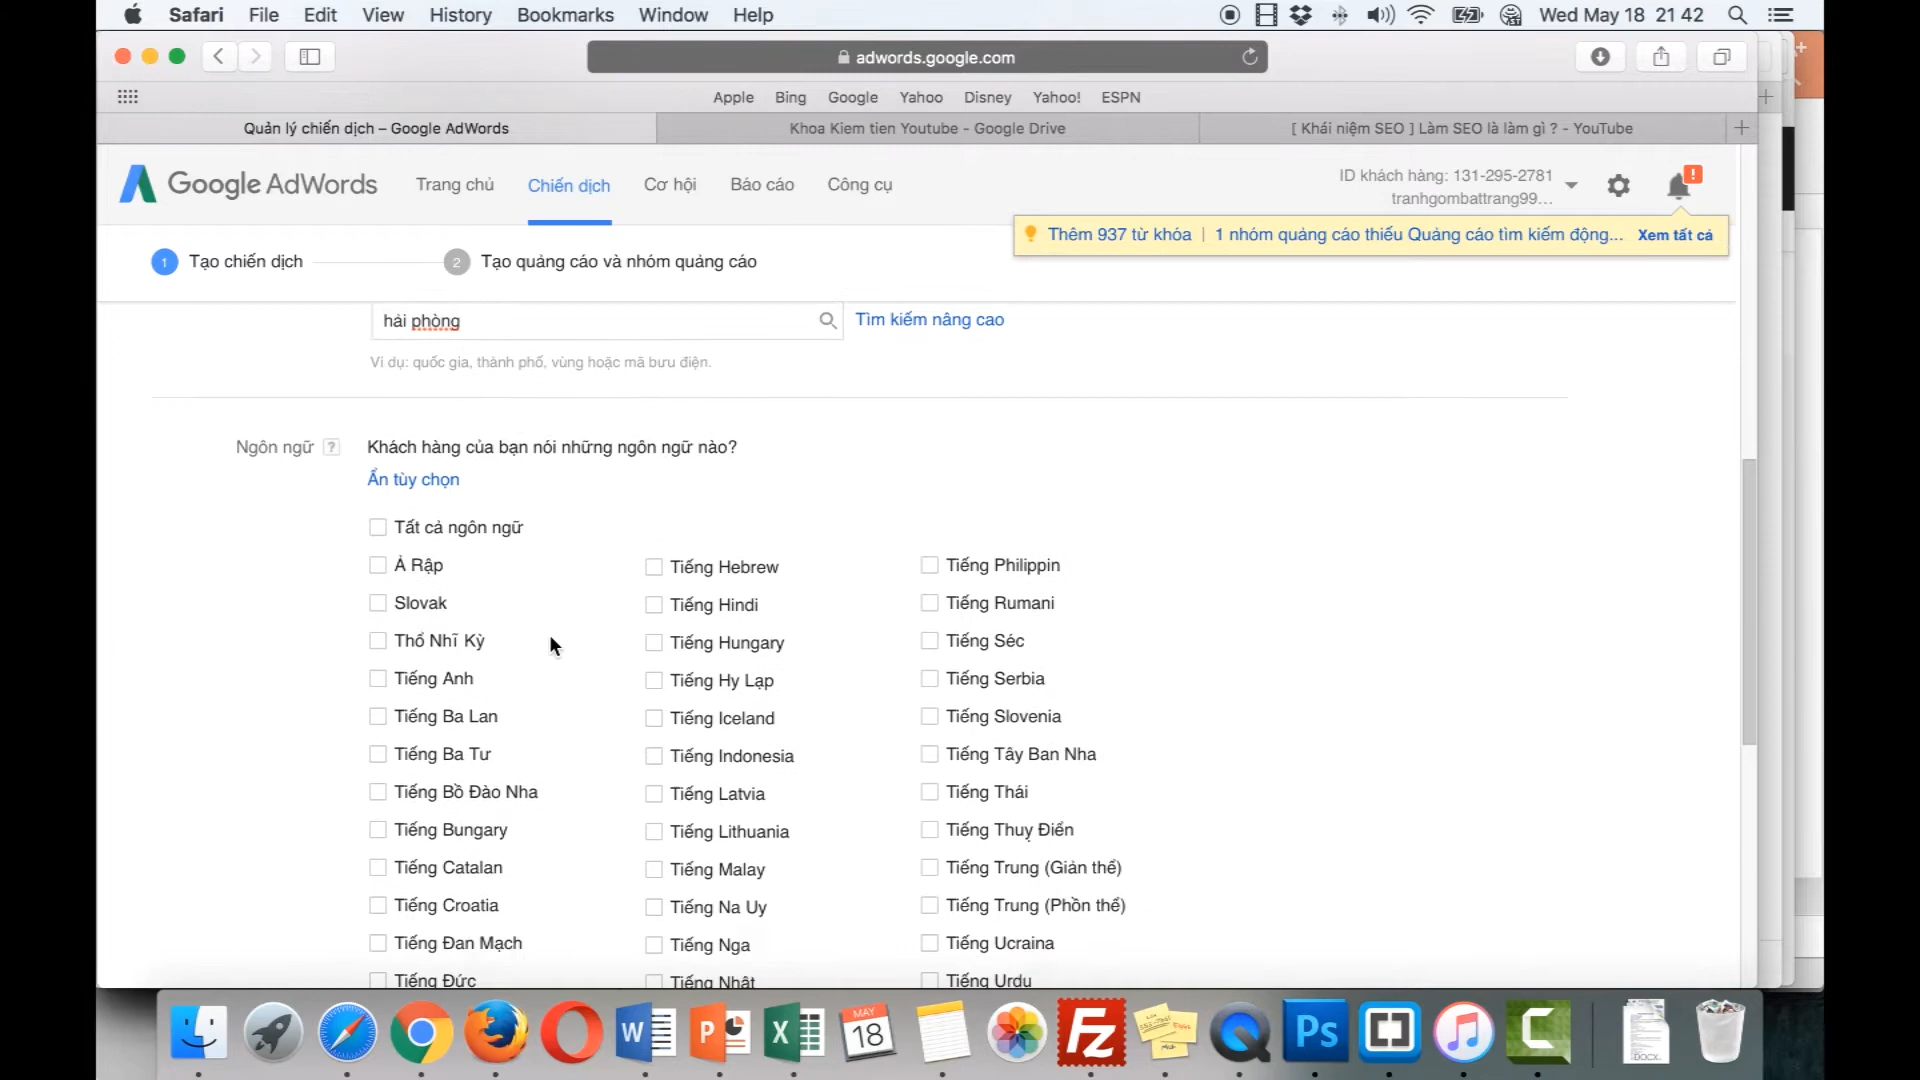 Safari File Edit View History Bookmarks Window Help Wed May 18 21 42
adwords.google.com
Apple Bing Google Yahoo Disney Yahoo! ESPN
Quản lý chiến dịch – Google AdWords Khoa Kiem tien Youtube - Google Drive [ Khái niệm SEO ] Làm SEO là làm gì ? - YouTube
Google AdWords Trang chủ Chiến dịch Cơ hội Báo cáo Công cụ ID khách hàng: 131-295-2781
tranhgombattrang99...
!
Thêm 937 từ khóa | 1 nhóm quảng cáo thiếu Quảng cáo tìm kiếm động... Xem tất cả
1 Tạo chiến dịch 2 Tạo quảng cáo và nhóm quảng cáo
hải phòng Tìm kiếm nâng cao
Ví dụ: quốc gia, thành phố, vùng hoặc mã bưu điện.
Ngôn ngữ ? Khách hàng của bạn nói những ngôn ngữ nào?
Ẩn tùy chọn
Tất cả ngôn ngữ
Ả Rập Tiếng Hebrew Tiếng Philippin
Slovak Tiếng Hindi Tiếng Rumani
Thổ Nhĩ Kỳ Tiếng Hungary Tiếng Séc
Tiếng Anh Tiếng Hy Lạp Tiếng Serbia
Tiếng Ba Lan Tiếng Iceland Tiếng Slovenia
Tiếng Ba Tư Tiếng Indonesia Tiếng Tây Ban Nha
Tiếng Bồ Đào Nha Tiếng Latvia Tiếng Thái
Tiếng Bungary Tiếng Lithuania Tiếng Thuỵ Điển
Tiếng Catalan Tiếng Malay Tiếng Trung (Giản thể)
Tiếng Croatia Tiếng Na Uy Tiếng Trung (Phồn thể)
Tiếng Đan Mạch Tiếng Nga Tiếng Ucraina
Tiếng Đức Tiếng Nhật Tiếng Urdu
W P X MAY 18 Fz Ps C DOCX